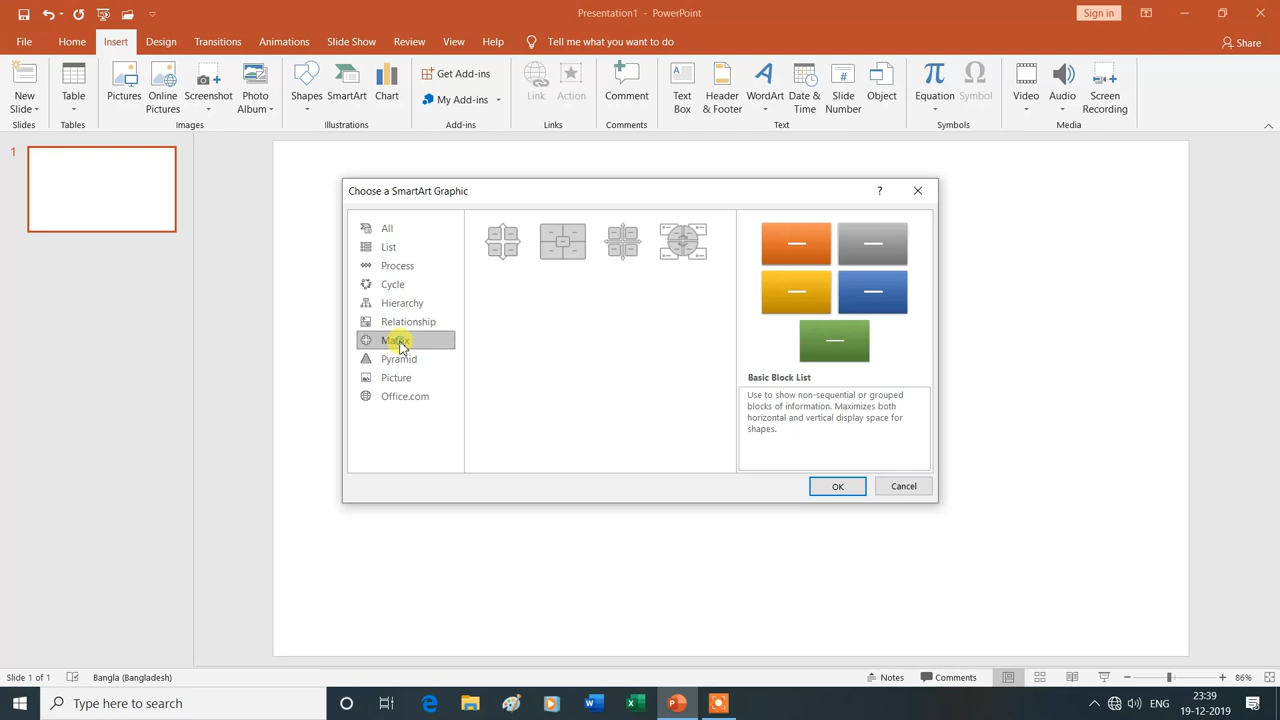 Presentation1 - PowerPoint
Sign in
File Home Insert Design Transitions Animations Slide Show Review View Help Tell me what you want to do Share
New Slide
Table
Pictures
Online Pictures
Screenshot
Photo Album
Shapes
SmartArt
Chart
Get Add-ins
My Add-ins
Link
Action
Comment
Text Box
Header & Footer
WordArt
Date & Time
Slide Number
Object
Equation
Symbol
Video
Audio
Screen Recording
Slides Tables Images Illustrations Add-ins Links Comments Text Symbols Media
1
Choose a SmartArt Graphic
?
All
List
Process
Cycle
Hierarchy
Relationship
Matrix
Pyramid
Picture
Office.com
Basic Block List
Use to show non-sequential or grouped
blocks of information. Maximizes both
horizontal and vertical display space for
shapes.
OK Cancel
Slide 1 of 1 Bangla (Bangladesh) Notes Comments 86%
Type here to search
ENG
23:39
19-12-2019